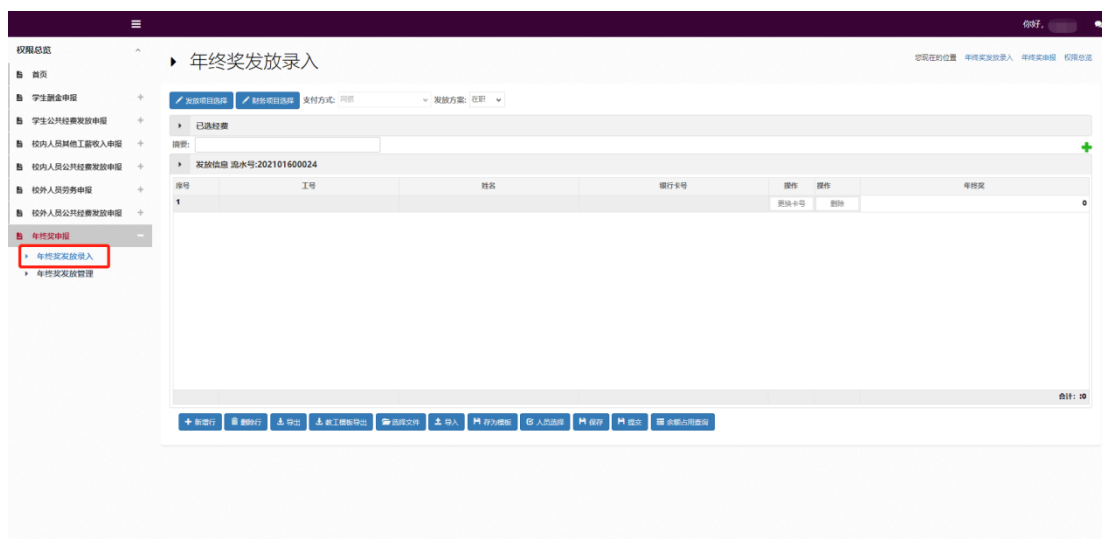 你好,
权限总览
首页
学生酬金申报
学生公共经费发放申报
校内人员其他工薪收入申报
校内人员公共经费发放申报
校外人员劳务申报
校外人员公共经费发放申报
年终奖申报
年终奖发放录入
年终奖发放管理
年终奖发放录入
您现在的位置 年终奖发放录入 年终奖申报 权限总览
发放项目选择 财务项目选择 支付方式: 网银 发放方案: 在职
已选经费
摘要:
发放信息 流水号:202101600024
序号 工号 姓名 银行卡号 操作 操作 年终奖
1 更换卡号 删除 0
合计: :0
新增行 删除行 导出 教工模板导出 选择文件 导入 存为模板 人员选择 保存 提交 余额占用查询